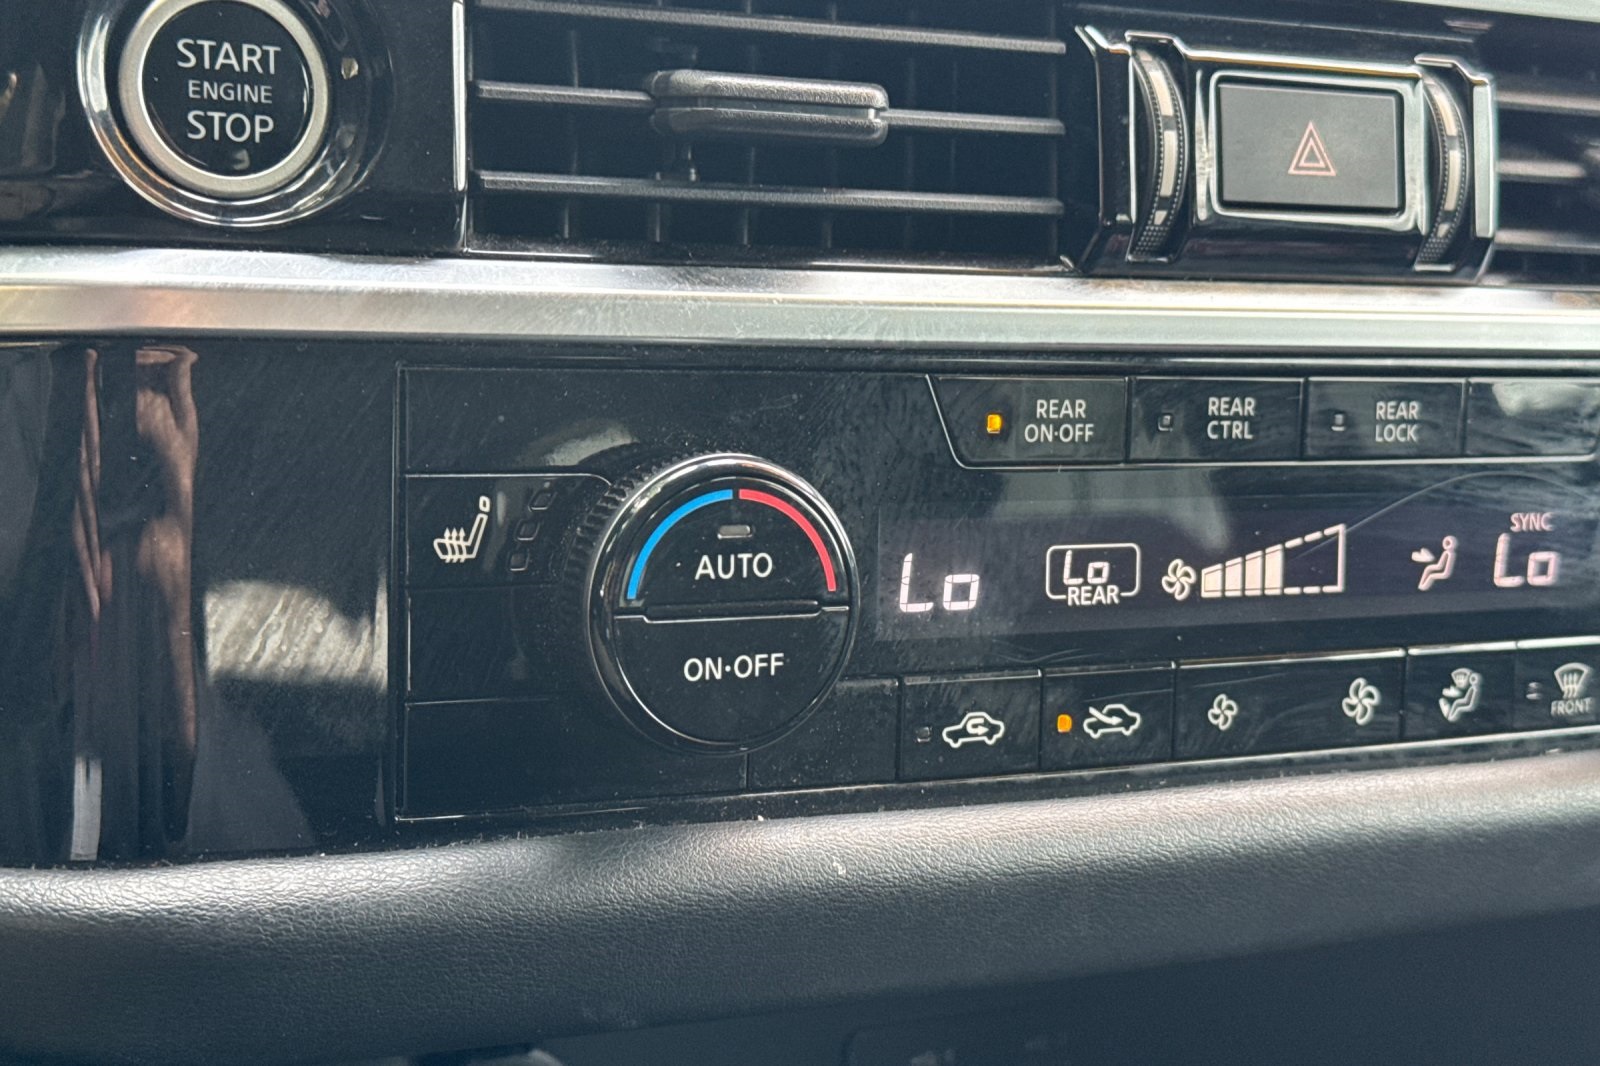 START
ENGINE
STOP
REAR
ON·OFF
REAR
CTRL
REAR
LOCK
AUTO
ON·OFF
Lo
Lo
REAR
SYNC
Lo
FRONT